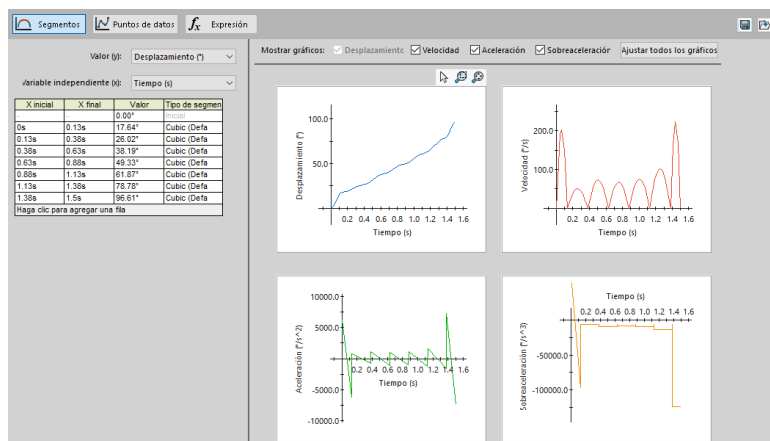 Segmentos Puntos de datos fx Expresión
Valor (y): Desplazamiento (°)
Variable independiente (x): Tiempo (s)
Mostrar gráficos: Desplazamiento Velocidad Aceleración Sobreaceleración Ajustar todos los gráficos
X inicial X final Valor Tipo de segmen
- - 0.00° Inicial
0s 0.13s 17.64° Cubic (Defa
0.13s 0.38s 26.02° Cubic (Defa
0.38s 0.63s 38.19° Cubic (Defa
0.63s 0.88s 49.33° Cubic (Defa
0.88s 1.13s 61.87° Cubic (Defa
1.13s 1.38s 78.78° Cubic (Defa
1.38s 1.5s 96.61° Cubic (Defa
Haga clic para agregar una fila
Desplazamiento (°)
100.0
50.0
0.2 0.4 0.6 0.8 1.0 1.2 1.4 1.6
Tiempo (s)
Velocidad (°/s)
200.0
100.0
0.2 0.4 0.6 0.8 1.0 1.2 1.4 1.6
Tiempo (s)
Aceleración (°/s^2)
10000.0
5000.0
0.2 0.4 0.6 0.8 1.0 1.2 1.4 1.6
Tiempo (s)
-5000.0
-10000.0
Sobreaceleración (°/s^3)
Tiempo (s)
0.2 0.4 0.6 0.8 1.0 1.2 1.4 1.6
-50000.0
-100000.0